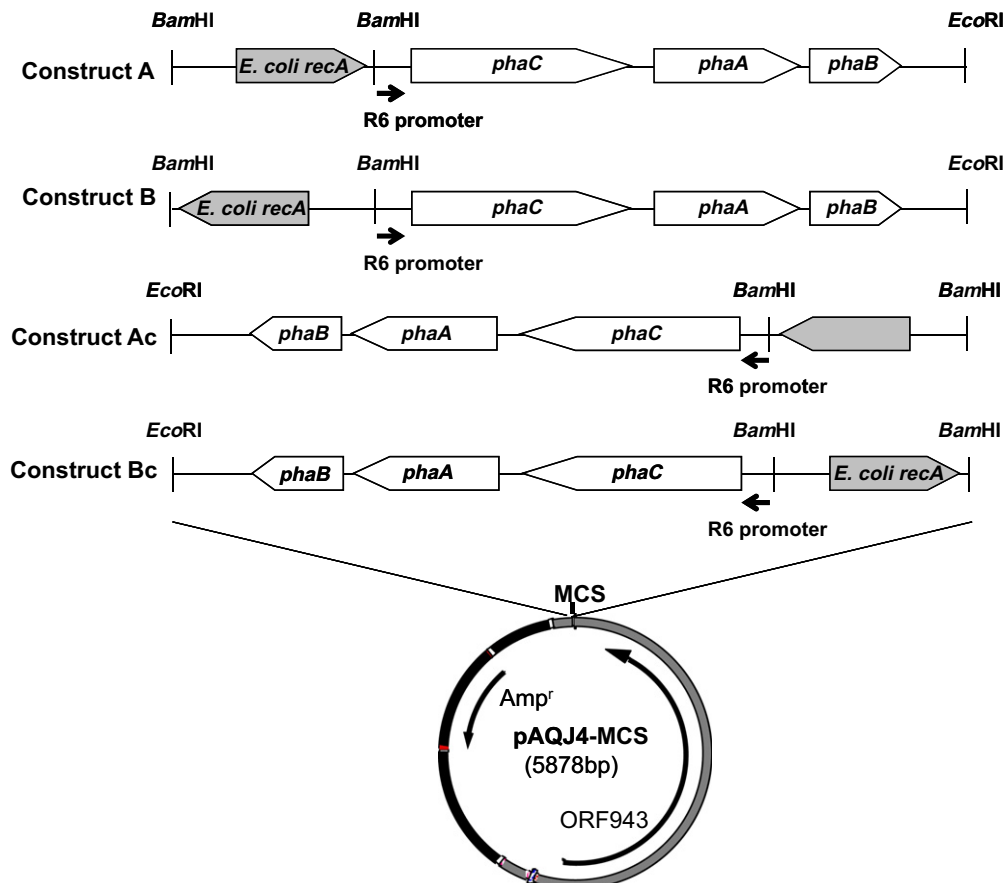 BamHI BamHI EcoRI
Construct A E. coli recA phaC phaA phaB
R6 promoter
BamHI BamHI EcoRI
Construct B E. coli recA phaC phaA phaB
R6 promoter
EcoRI BamHI BamHI
Construct Ac phaB phaA phaC
R6 promoter
EcoRI BamHI BamHI
Construct Bc phaB phaA phaC E. coli recA
R6 promoter
MCS
Ampʳ
pAQJ4-MCS
(5878bp)
ORF943